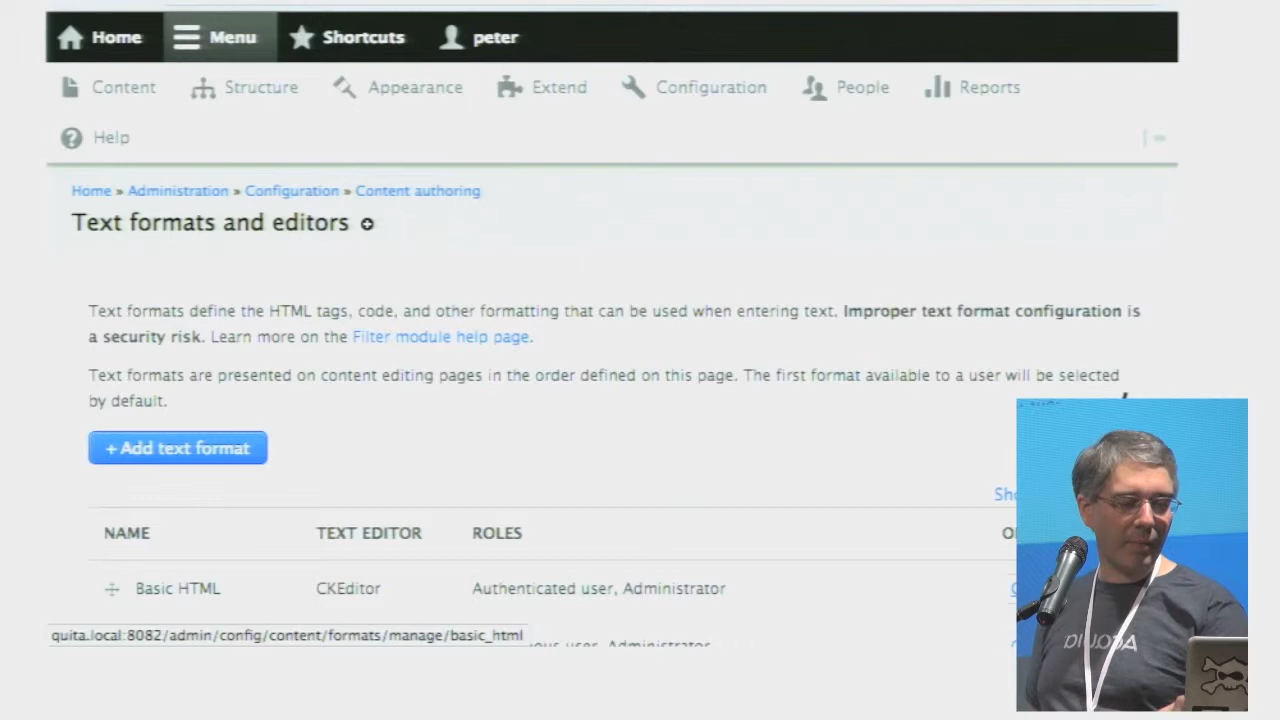 Home Menu Shortcuts peter
Content Structure Appearance Extend Configuration People Reports
Help
Home » Administration » Configuration » Content authoring
Text formats and editors
Text formats define the HTML tags, code, and other formatting that can be used when entering text. Improper text format configuration is
a security risk. Learn more on the Filter module help page.
Text formats are presented on content editing pages in the order defined on this page. The first format available to a user will be selected
by default.
+ Add text format
NAME TEXT EDITOR ROLES
Basic HTML CKEditor Authenticated user, Administrator
quita.local:8082/admin/config/content/formats/manage/basic_html
user, Administrator